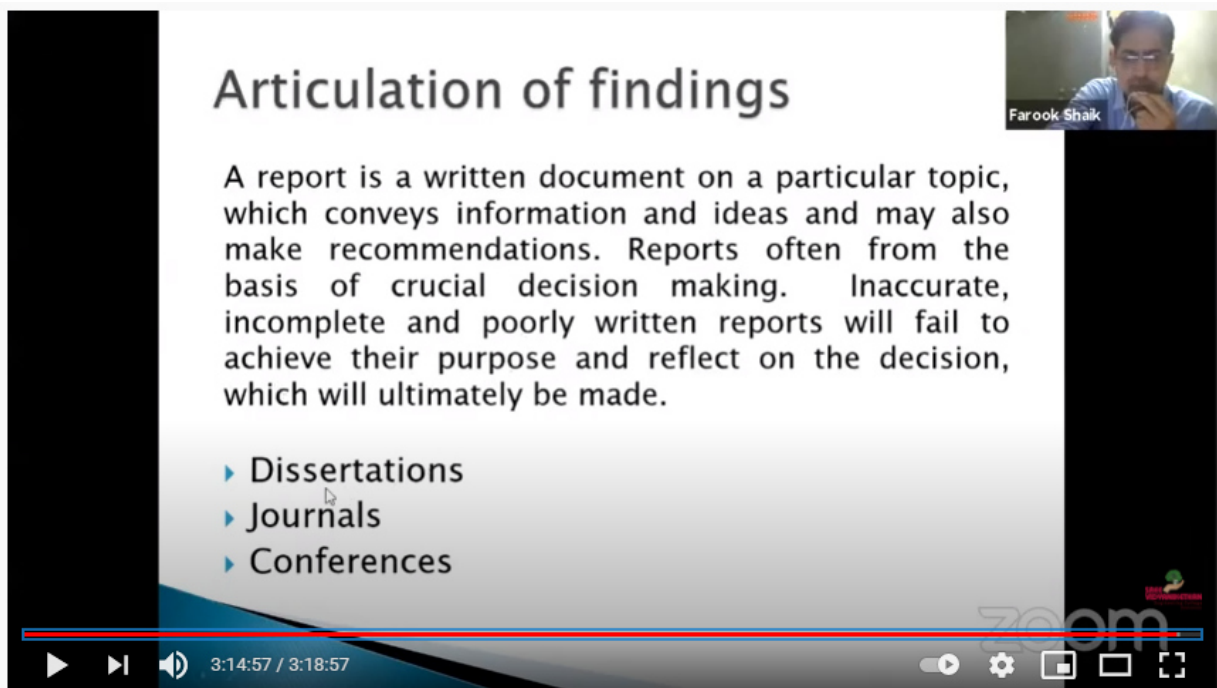 Articulation of findings
Farook Shaik
A report is a written document on a particular topic,
which conveys information and ideas and may also
make recommendations. Reports often from the
basis of crucial decision making. Inaccurate,
incomplete and poorly written reports will fail to
achieve their purpose and reflect on the decision,
which will ultimately be made.
Dissertations
Journals
Conferences
zoom
3:14:57 / 3:18:57